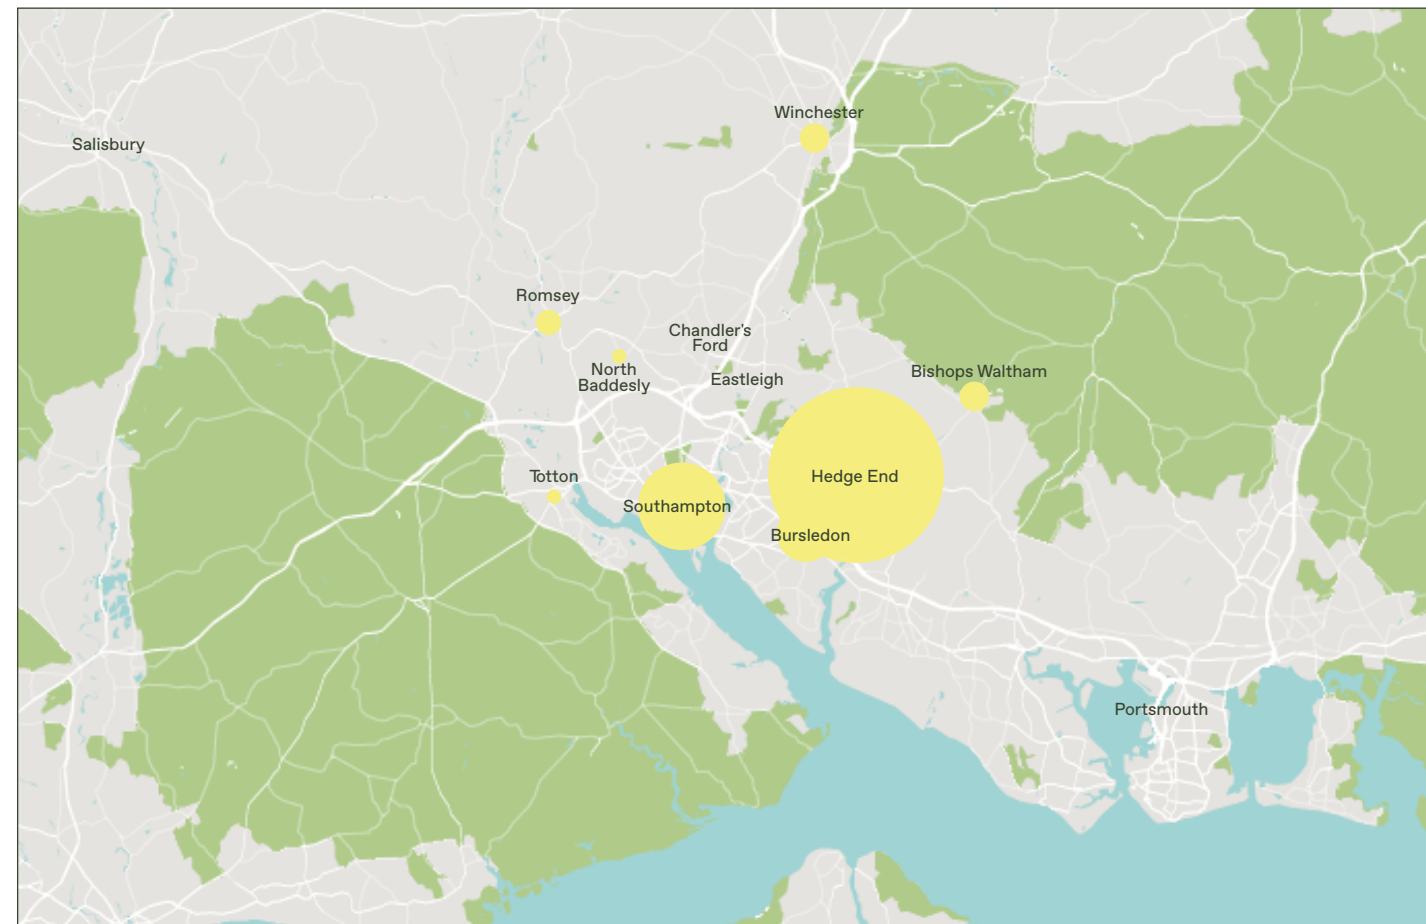 Winchester
Salisbury
Romsey
Chandler's
Ford
North
Baddesly
Eastleigh
Bishops Waltham
Totton
Hedge End
Southampton
Bursledon
Portsmouth